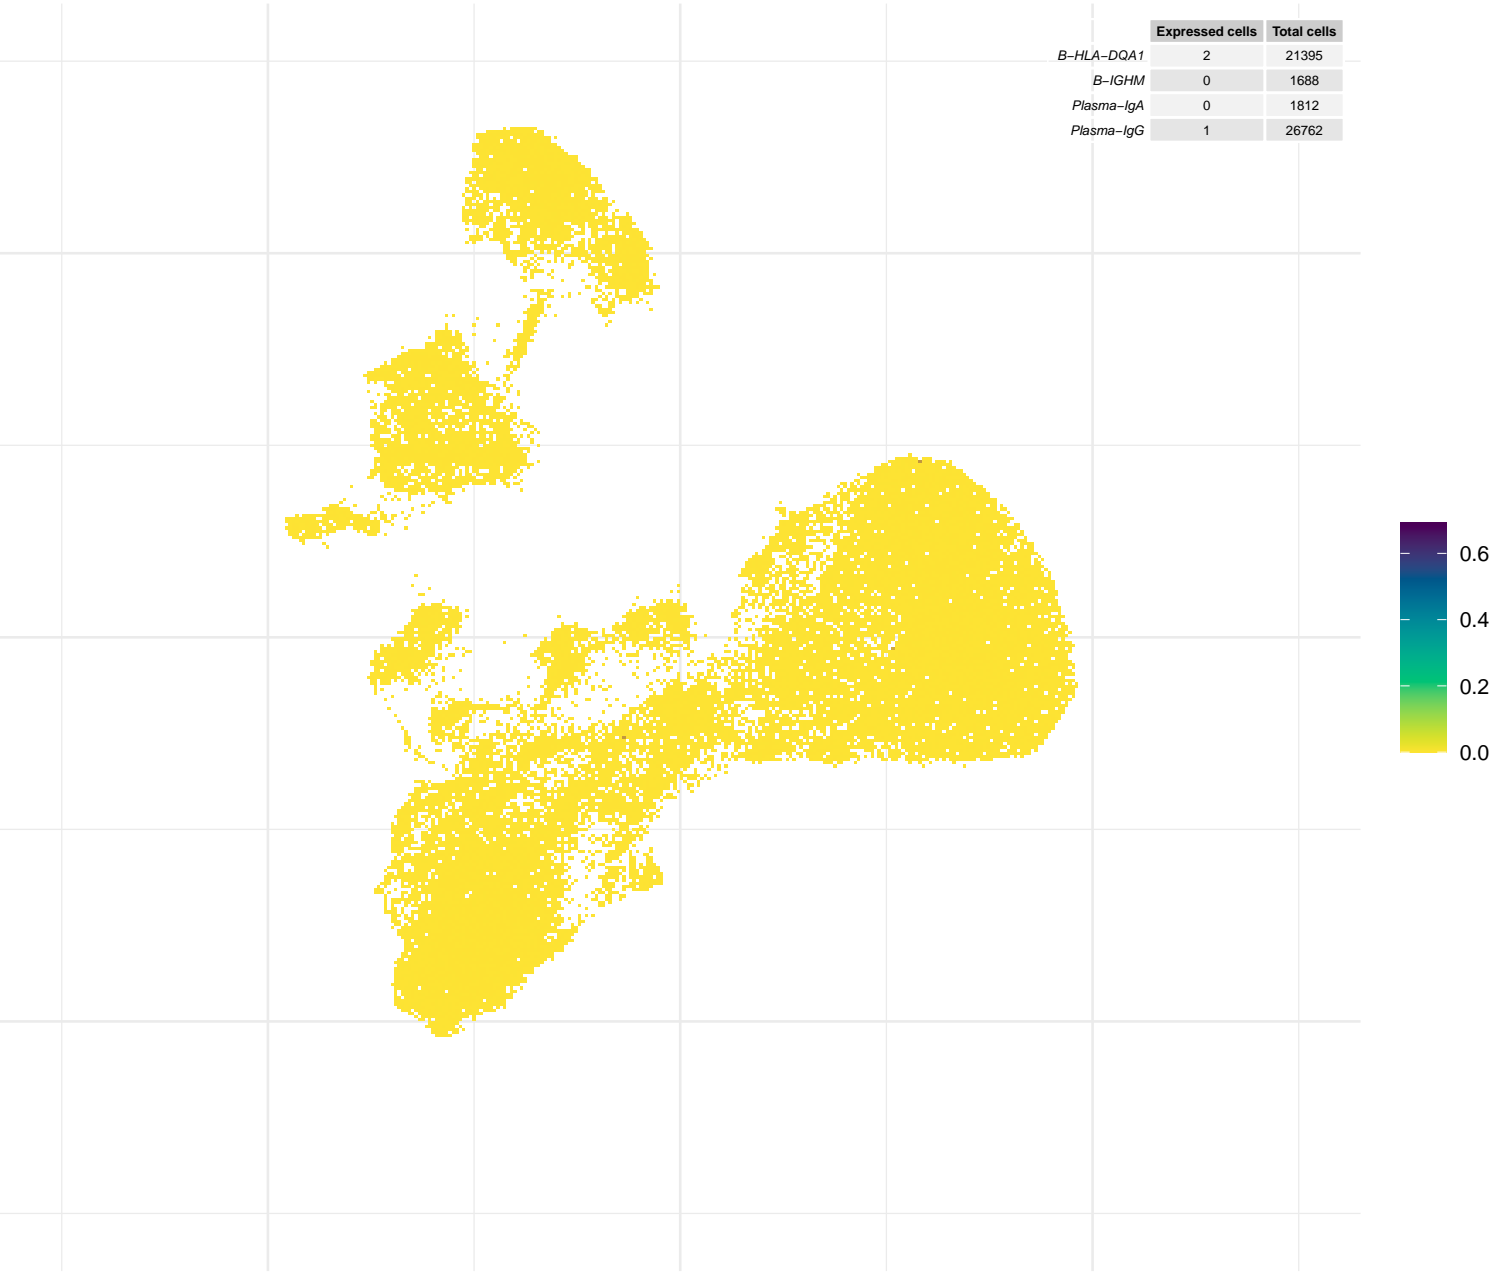 Expressed cells Total cells
B−HLA−DQA1 2 21395
B−IGHM 0 1688
Plasma−IgA 0 1812
Plasma−IgG 1 26762
0.6
0.4
0.2
0.0